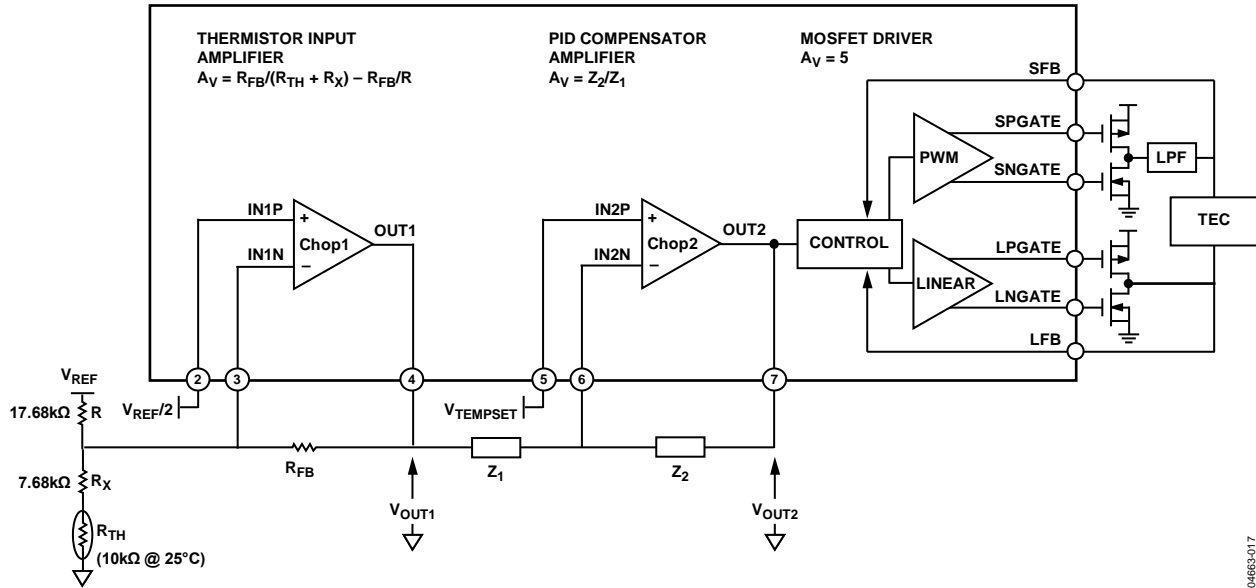 THERMISTOR INPUT
AMPLIFIER
A_V = R_FB/(R_TH + R_X) – R_FB/R
PID COMPENSATOR
AMPLIFIER
A_V = Z_2/Z_1
MOSFET DRIVER
A_V = 5
SFB
SPGATE
PWM
SNGATE
LPF
TEC
IN1P
+
Chop1
IN1N
–
OUT1
IN2P
+
Chop2
IN2N
–
OUT2
CONTROL
LPGATE
LINEAR
LNGATE
LFB
2
3
4
5
6
7
V_REF
17.68kΩ
R
V_REF/2
V_TEMPSET
R_FB
Z_1
Z_2
7.68kΩ
R_X
V_OUT1
V_OUT2
R_TH
(10kΩ @ 25°C)
04663-017